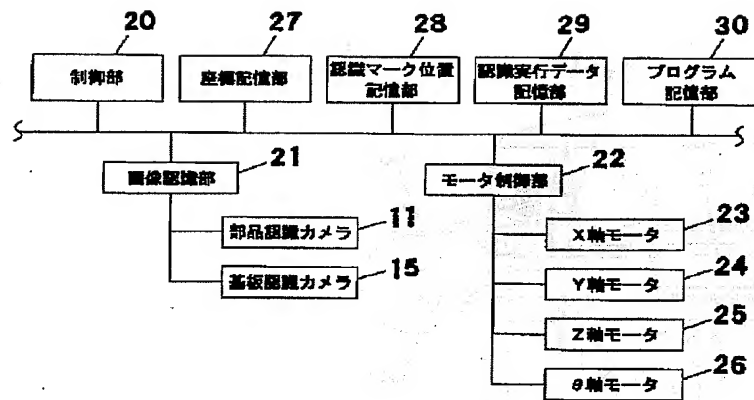 20
27
28
29
30
制御部
座標記憶部
認識マーク位置
記憶部
認識実行データ
記憶部
プログラム
記憶部
21
22
画像認識部
モータ制御部
11
部品認識カメラ
15
基板認識カメラ
23
X軸モータ
24
Y軸モータ
25
Z軸モータ
26
θ軸モータ